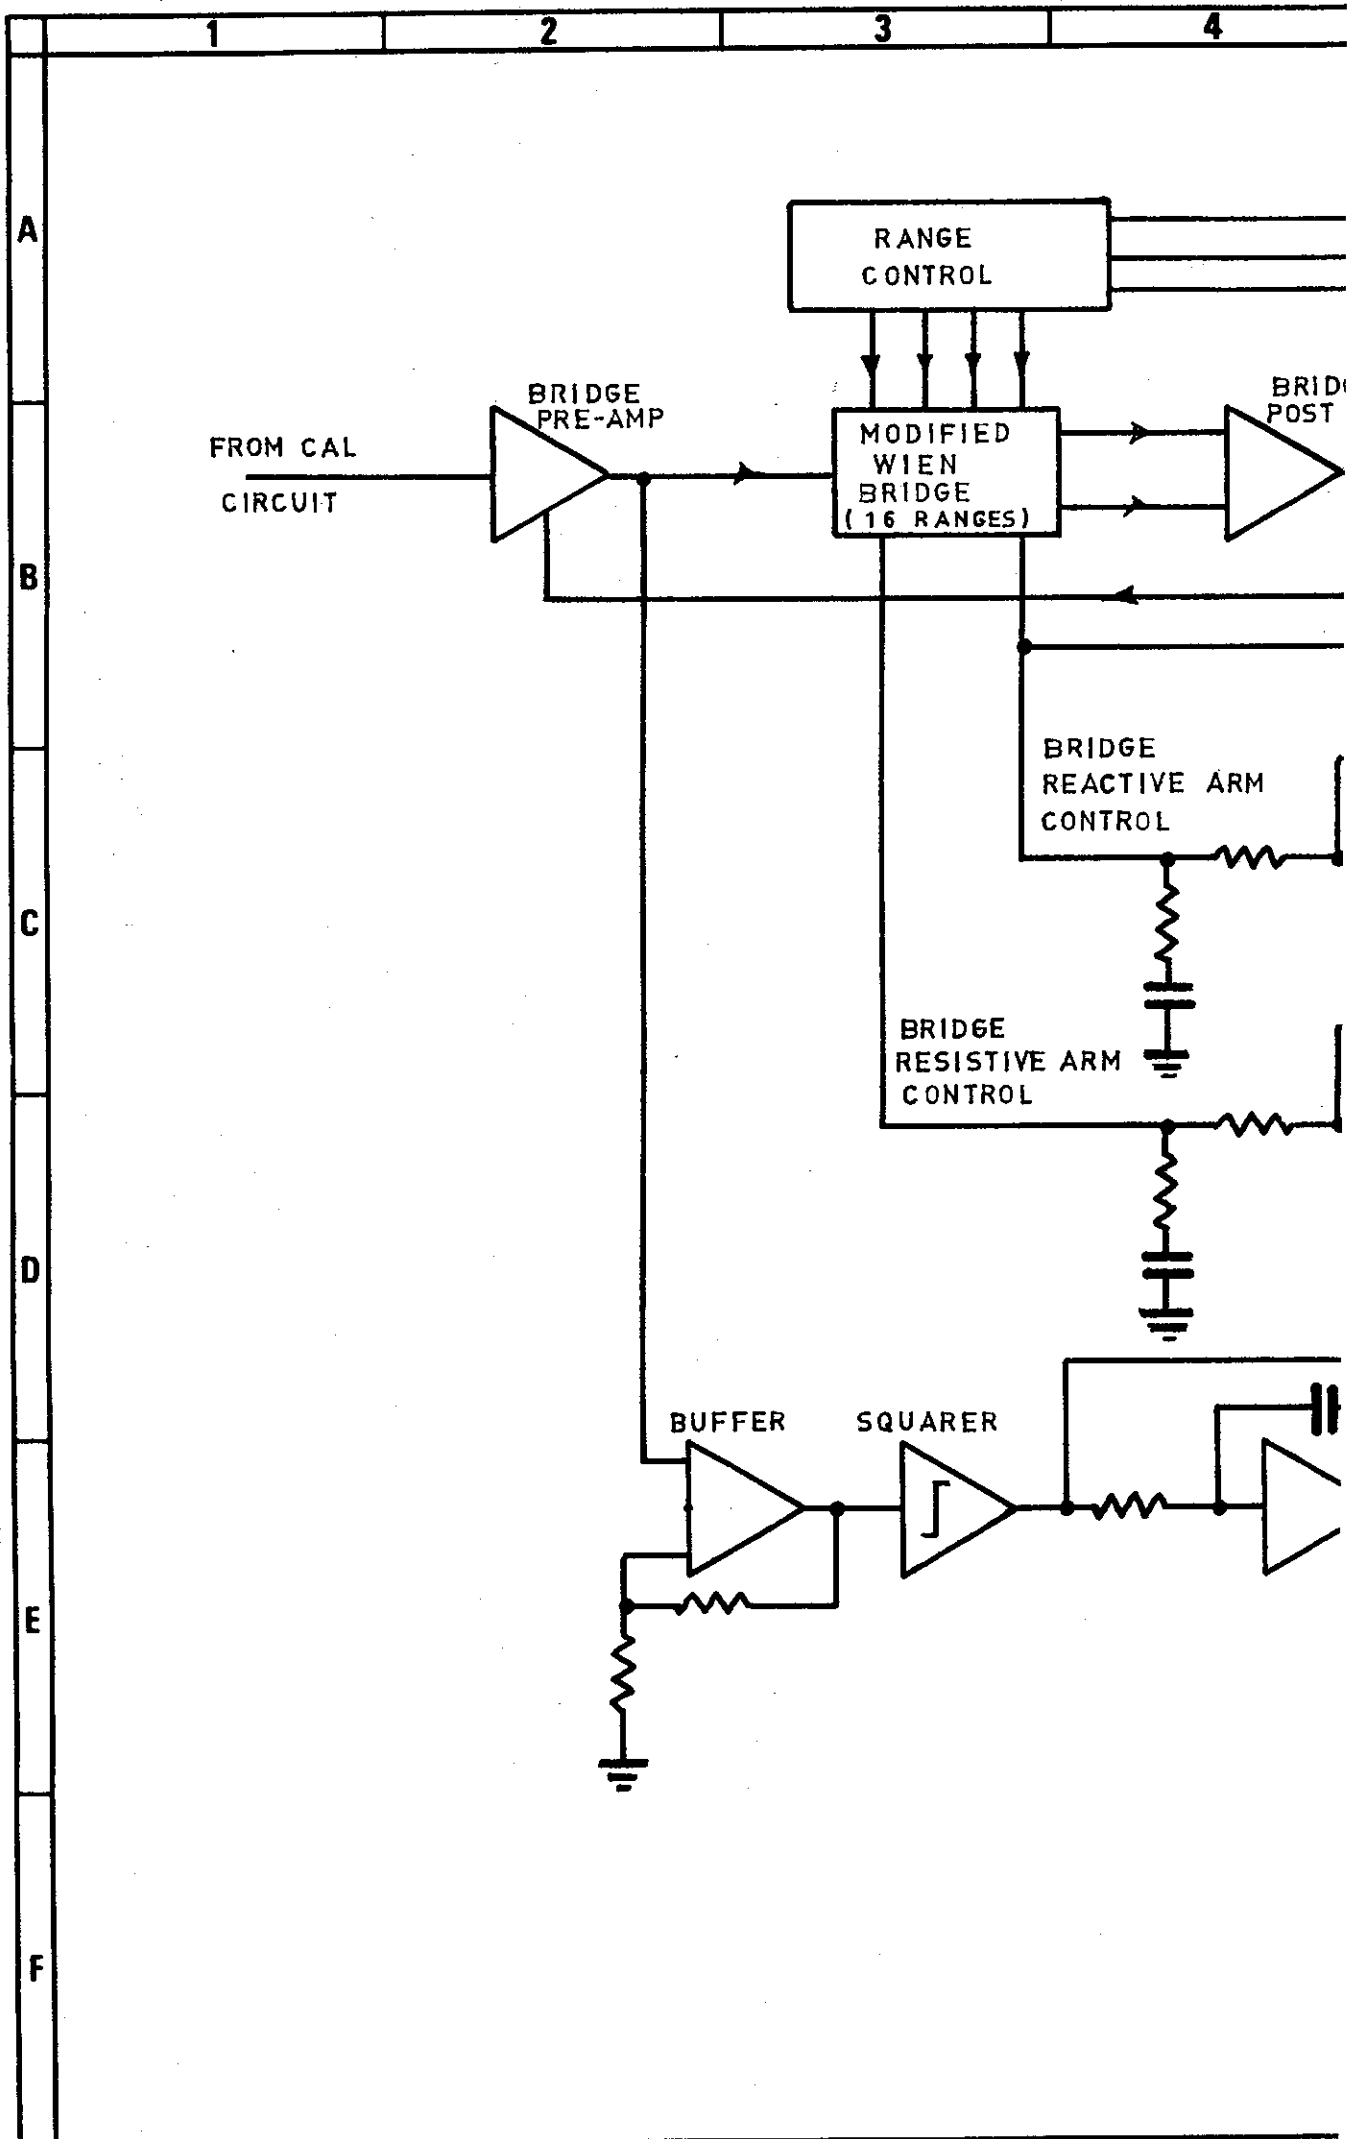 1 2 3 4
A
B
C
D
E
F
RANGE
CONTROL
BRIDGE
PRE-AMP
FROM CAL
CIRCUIT
MODIFIED
WIEN
BRIDGE
(16 RANGES)
POST
BRIDGE
REACTIVE ARM
CONTROL
BRIDGE
RESISTIVE ARM
CONTROL
BUFFER
SQUARER